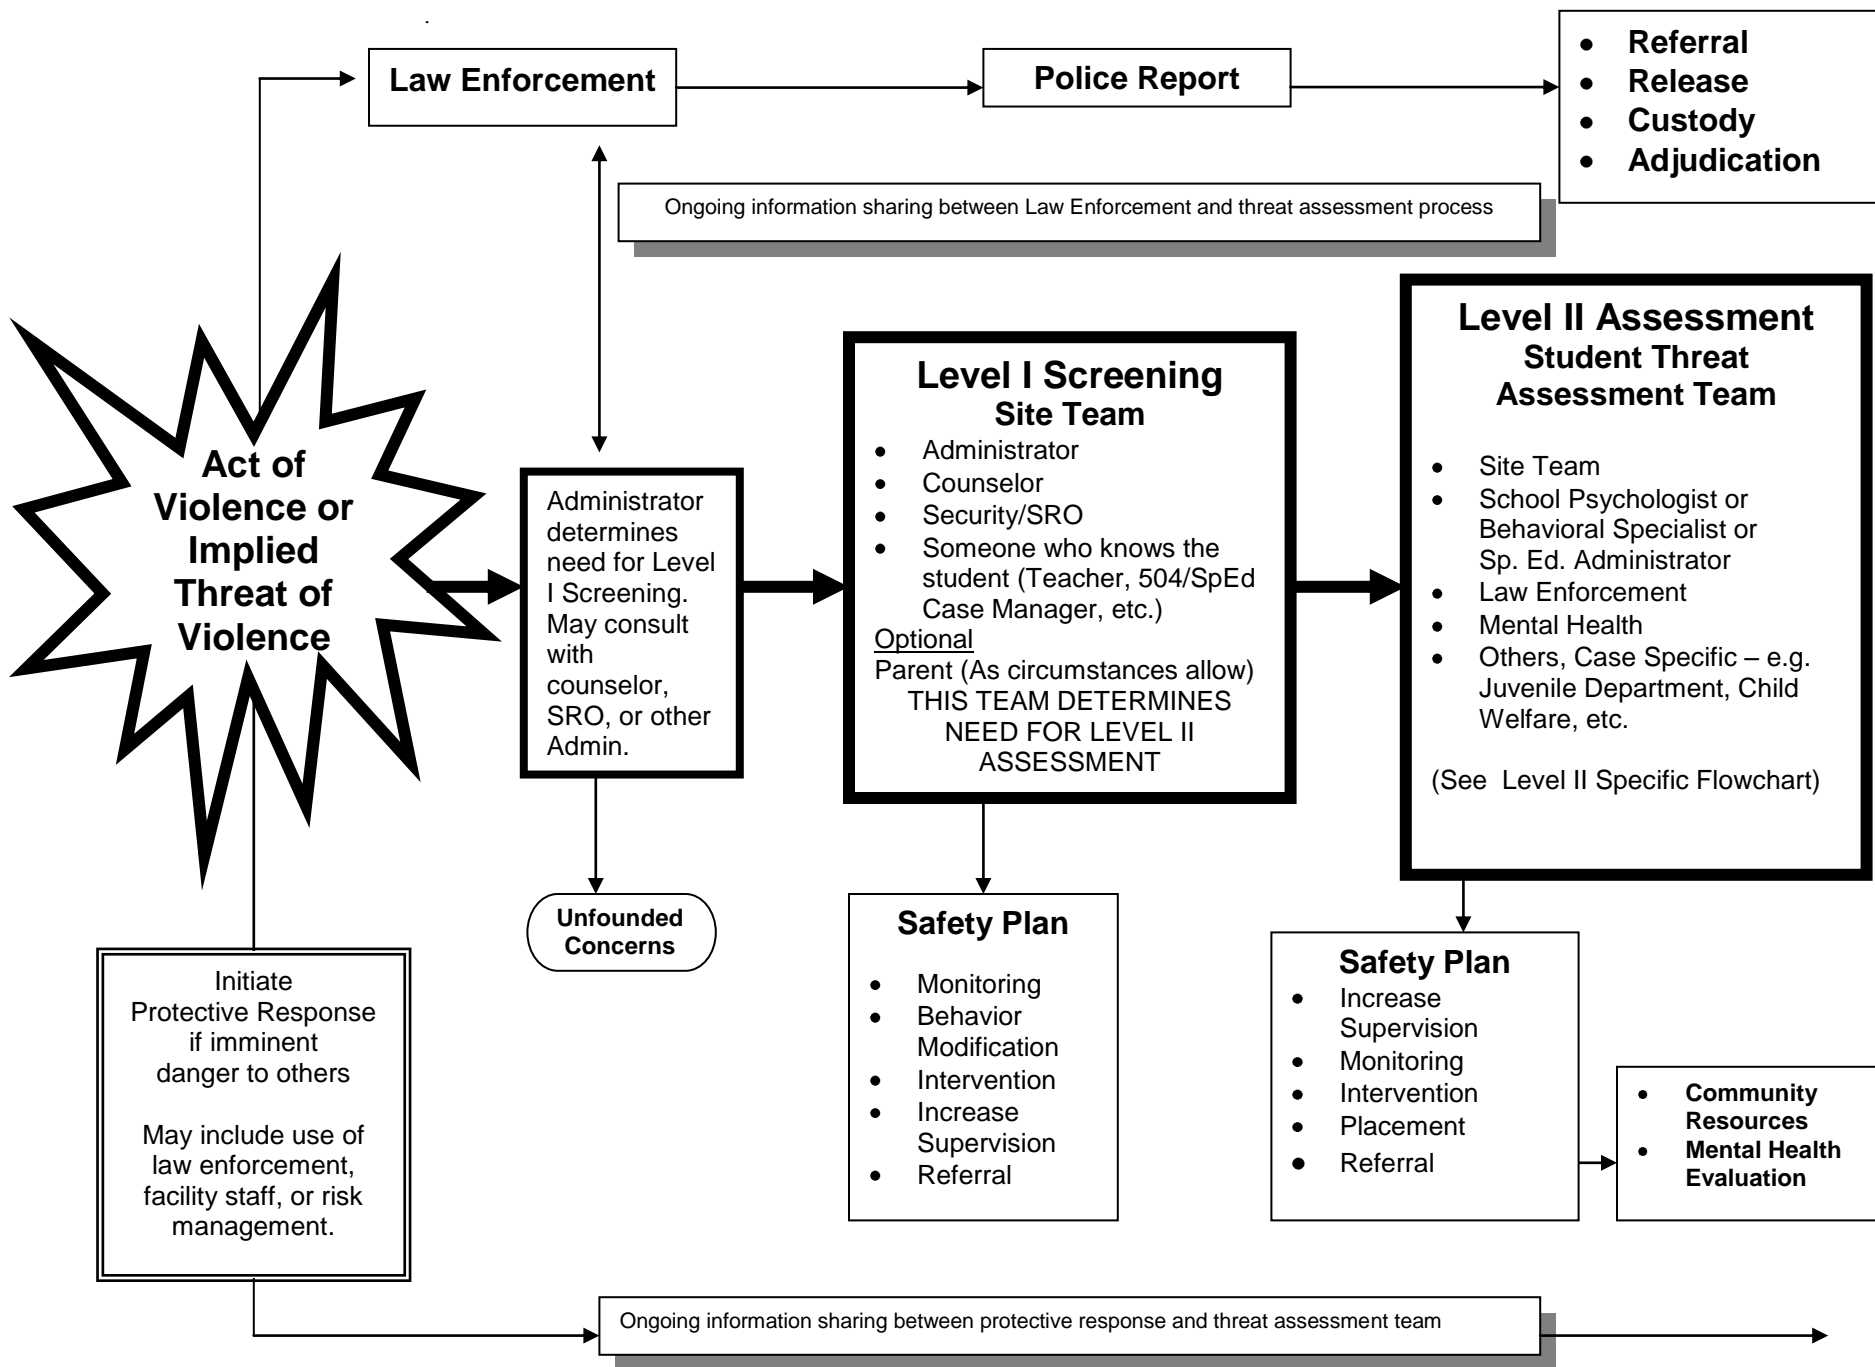 Law Enforcement
Police Report
• Referral
• Release
• Custody
• Adjudication
Ongoing information sharing between Law Enforcement and threat assessment process
Act of
Violence or
Implied
Threat of
Violence
Administrator
determines
need for Level
I Screening.
May consult
with
counselor,
SRO, or other
Admin.
Level I Screening
Site Team
• Administrator
• Counselor
• Security/SRO
• Someone who knows the
student (Teacher, 504/SpEd
Case Manager, etc.)
Optional
Parent (As circumstances allow)
THIS TEAM DETERMINES
NEED FOR LEVEL II
ASSESSMENT
Level II Assessment
Student Threat
Assessment Team
• Site Team
• School Psychologist or
Behavioral Specialist or
Sp. Ed. Administrator
• Law Enforcement
• Mental Health
• Others, Case Specific – e.g.
Juvenile Department, Child
Welfare, etc.
(See Level II Specific Flowchart)
Unfounded
Concerns
Initiate
Protective Response
if imminent
danger to others
May include use of
law enforcement,
facility staff, or risk
management.
Safety Plan
• Monitoring
• Behavior
Modification
• Intervention
• Increase
Supervision
• Referral
Safety Plan
• Increase
Supervision
• Monitoring
• Intervention
• Placement
• Referral
• Community
Resources
• Mental Health
Evaluation
Ongoing information sharing between protective response and threat assessment team